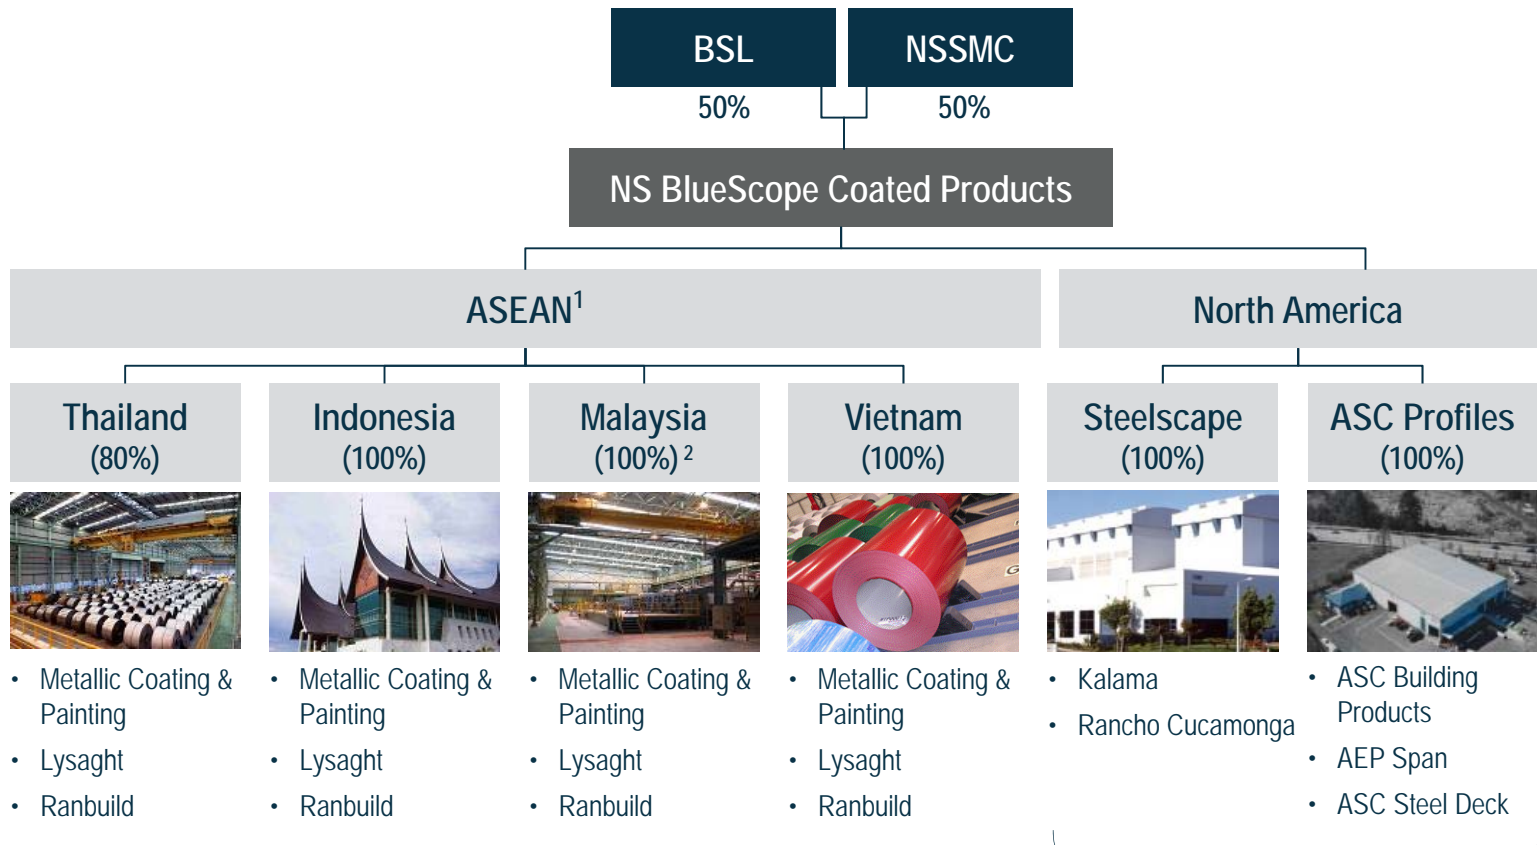 BSL
NSSMC
50%
50%
NS BlueScope Coated Products
ASEAN1
North America
Thailand
(80%)
Indonesia
(100%)
Malaysia
(100%) 2
Vietnam
(100%)
Steelscape
(100%)
ASC Profiles
(100%)
• Metallic Coating &
Painting
• Lysaght
• Ranbuild
• Metallic Coating &
Painting
• Lysaght
• Ranbuild
• Metallic Coating &
Painting
• Lysaght
• Ranbuild
• Metallic Coating &
Painting
• Lysaght
• Ranbuild
• Kalama
• Rancho Cucamonga
• ASC Building
Products
• AEP Span
• ASC Steel Deck